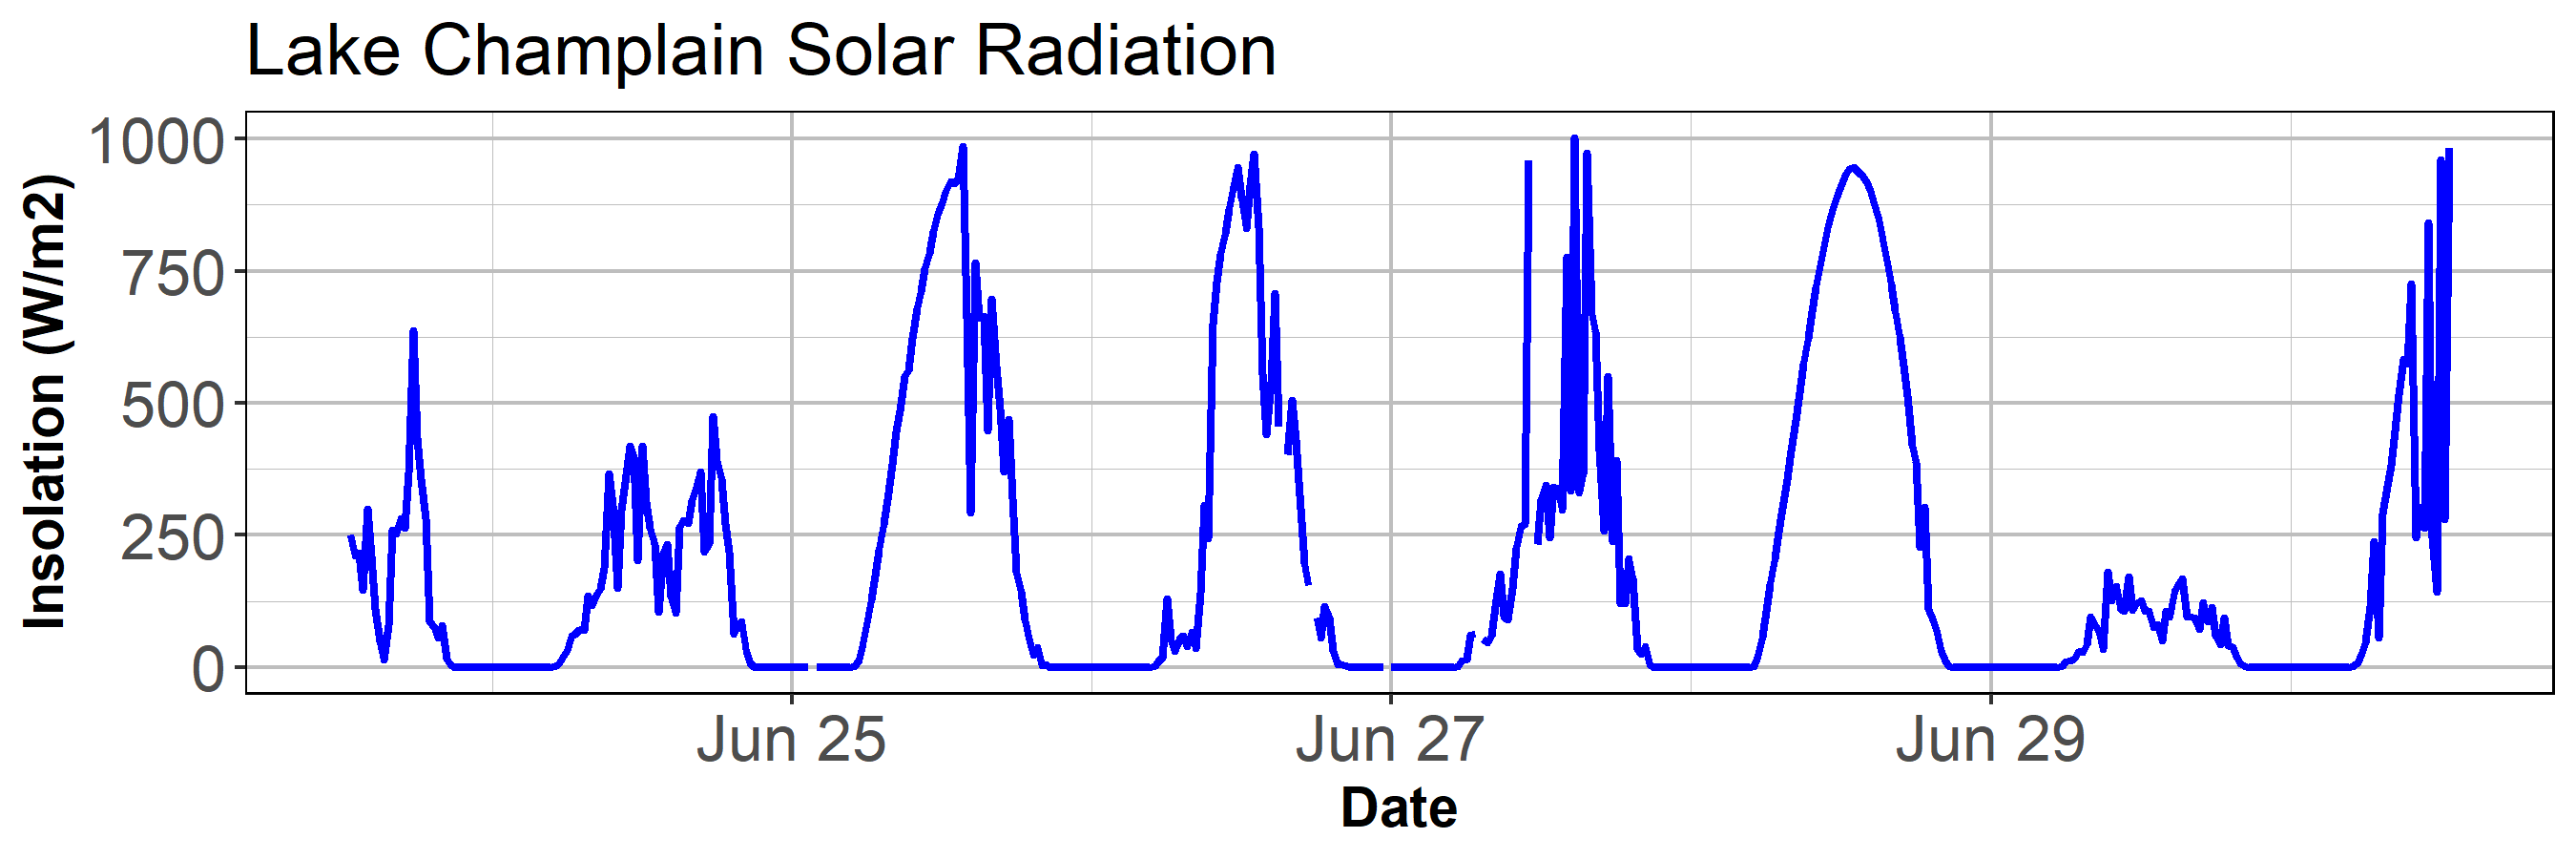 Lake Champlain Solar Radiation
Insolation (W/m2)
1000
750
500
250
0
Jun 25 Jun 27 Jun 29
Date